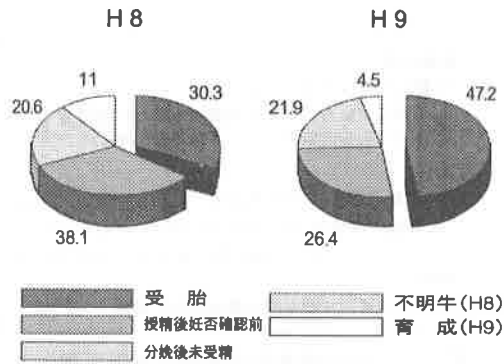 H8
H9
11
30.3
20.6
38.1
4.5
47.2
21.9
26.4
受 胎
授精後妊否確認前
分娩後未受精
不明牛(H8)
育 成(H9)